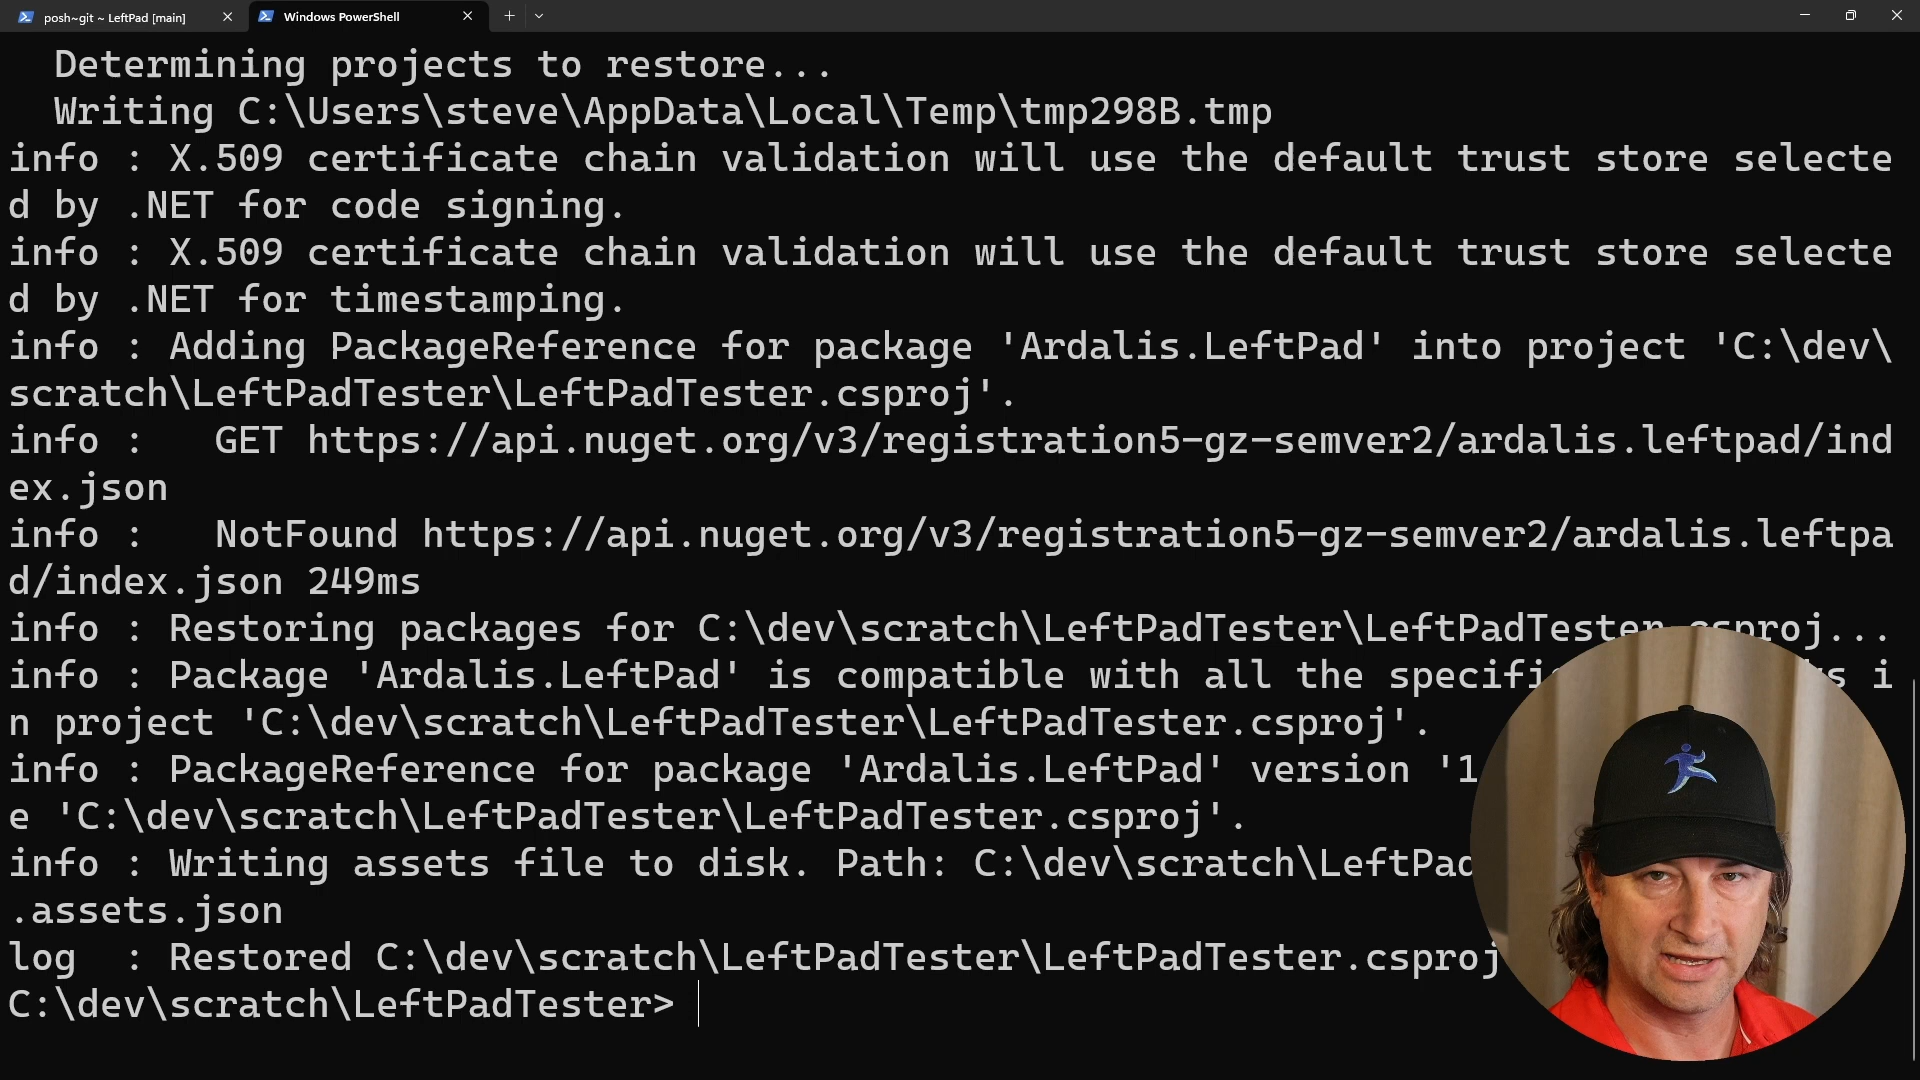 posh~git ~ LeftPad [main]
Windows PowerShell
Determining projects to restore...
Writing C:\Users\steve\AppData\Local\Temp\tmp298B.tmp
info : X.509 certificate chain validation will use the default trust store selecte
d by .NET for code signing.
info : X.509 certificate chain validation will use the default trust store selecte
d by .NET for timestamping.
info : Adding PackageReference for package 'Ardalis.LeftPad' into project 'C:\dev\
scratch\LeftPadTester\LeftPadTester.csproj'.
info :   GET https://api.nuget.org/v3/registration5-gz-semver2/ardalis.leftpad/ind
ex.json
info :   NotFound https://api.nuget.org/v3/registration5-gz-semver2/ardalis.leftpa
d/index.json 249ms
info : Restoring packages for C:\dev\scratch\LeftPadTester\LeftPadTester.csproj...
info : Package 'Ardalis.LeftPad' is compatible with all the i
n project 'C:\dev\scratch\LeftPadTester\LeftPadTester.csproj'.
info : PackageReference for package 'Ardalis.LeftPad' version '1
e 'C:\dev\scratch\LeftPadTester\LeftPadTester.csproj'.
info : Writing assets file to disk. Path: C:\dev\scratch\LeftPad
.assets.json
log  : Restored C:\dev\scratch\LeftPadTester\LeftPadTester.csproj
C:\dev\scratch\LeftPadTester>